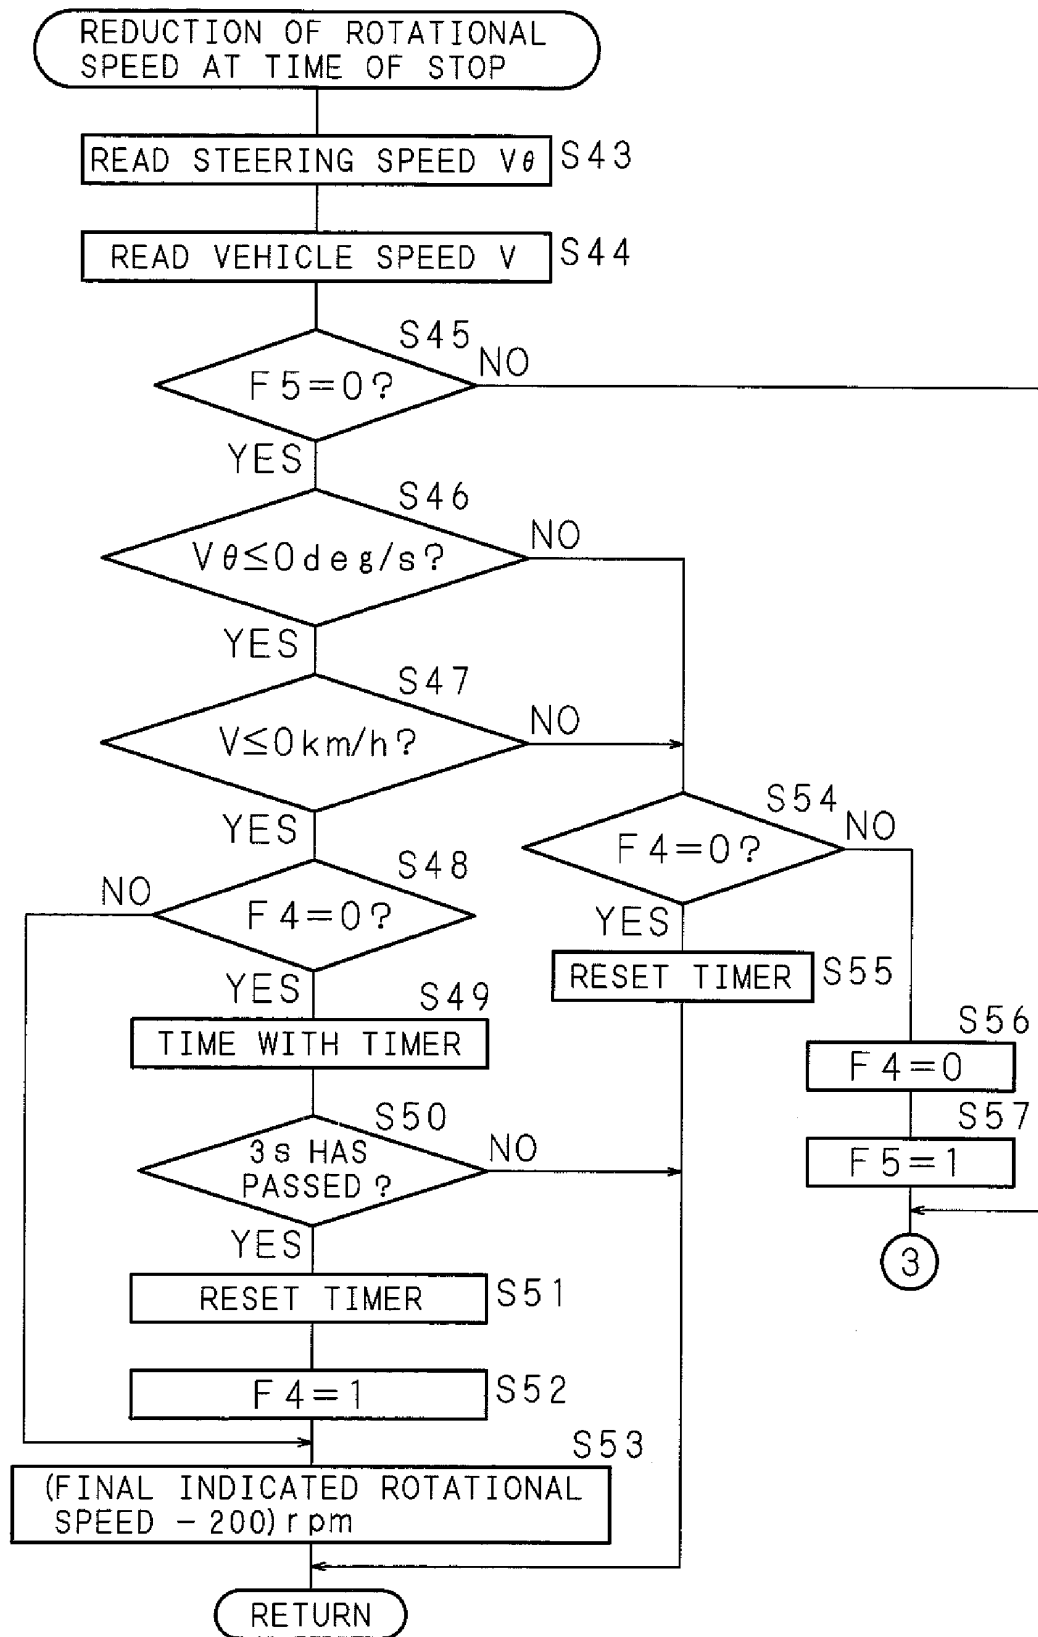 REDUCTION OF ROTATIONAL
SPEED AT TIME OF STOP
READ STEERING SPEED Vθ
S43
READ VEHICLE SPEED V
S44
S45
F5=0?
NO
YES
S46
Vθ≤0deg/s?
NO
YES
S47
V≤0km/h?
NO
YES
S48
F4=0?
NO
YES
S49
TIME WITH TIMER
S50
3s HAS
PASSED?
NO
YES
RESET TIMER
S51
F4=1
S52
S53
(FINAL INDICATED ROTATIONAL
SPEED -200)rpm
RETURN
S54
F4=0?
NO
YES
RESET TIMER
S55
S56
F4=0
S57
F5=1
3